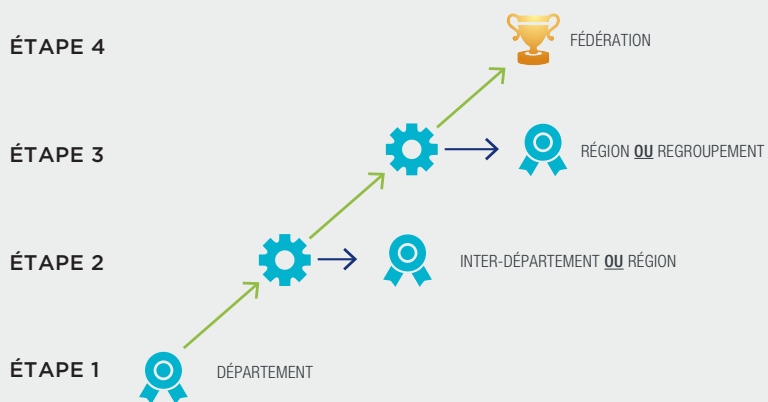 ÉTAPE 4
FÉDÉRATION
ÉTAPE 3
RÉGION OU REGROUPEMENT
ÉTAPE 2
INTER-DÉPARTEMENT OU RÉGION
ÉTAPE 1
DÉPARTEMENT